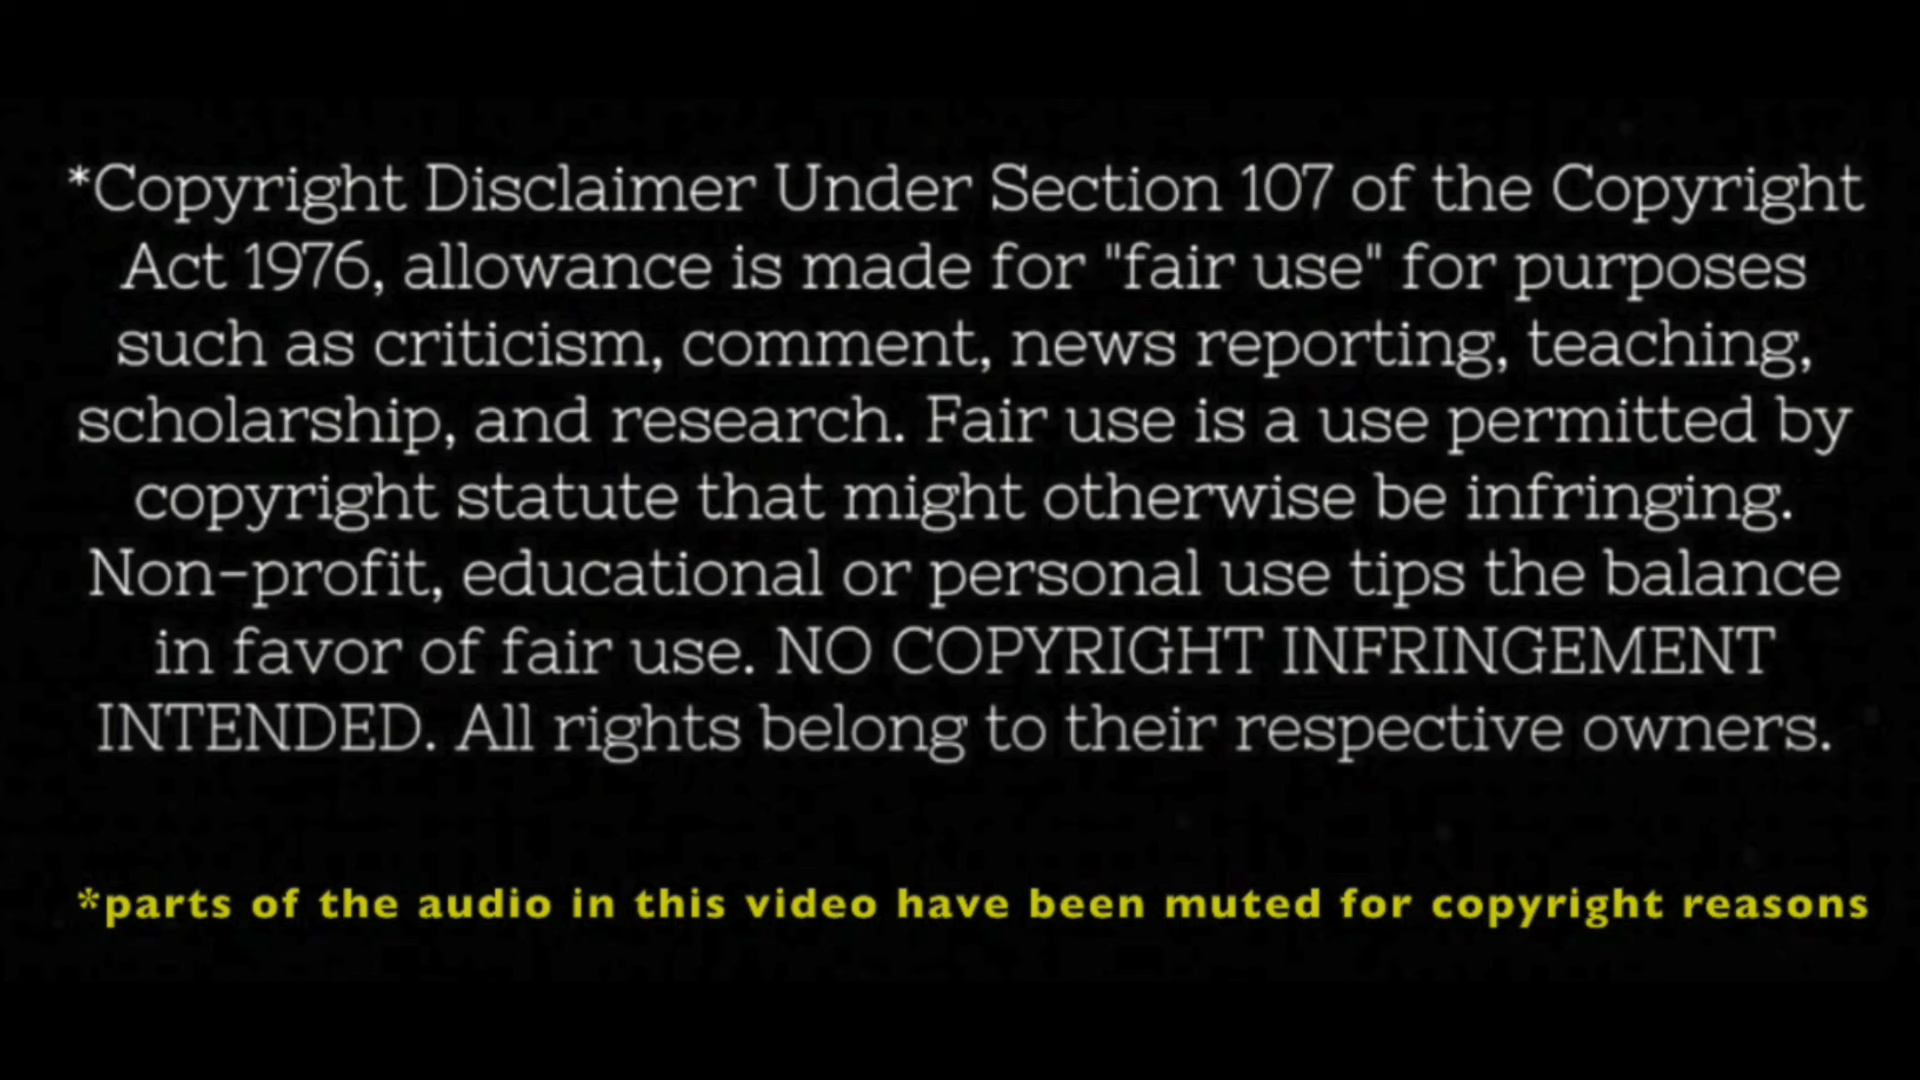 *Copyright Disclaimer Under Section 107 of the Copyright
Act 1976, allowance is made for "fair use" for purposes
such as criticism, comment, news reporting, teaching,
scholarship, and research. Fair use is a use permitted by
copyright statute that might otherwise be infringing.
Non-profit, educational or personal use tips the balance
in favor of fair use. NO COPYRIGHT INFRINGEMENT
INTENDED. All rights belong to their respective owners.
*parts of the audio in this video have been muted for copyright reasons